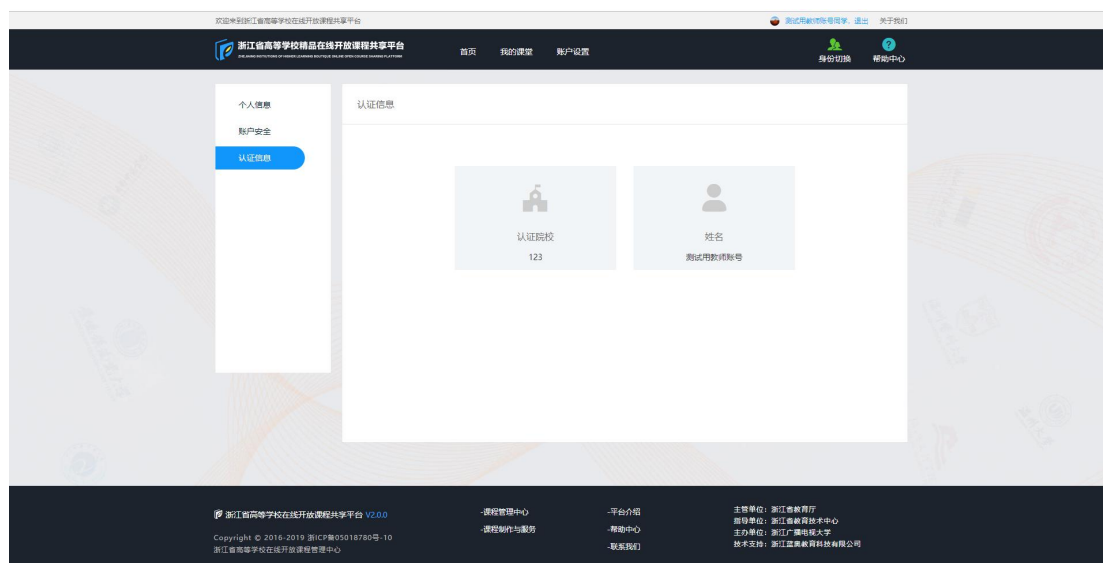 欢迎来到浙江省高等学校在线开放课程共享平台
测试用教师账号同学，退出 关于我们
浙江省高等学校精品在线开放课程共享平台
首页 我的课堂 账户设置
身份切换 帮助中心
个人信息
账户安全
认证信息
认证信息
认证院校
123
姓名
测试用教师账号
浙江省高等学校在线开放课程共享平台 V2.0.0
Copyright © 2016-2019 浙ICP备05018780号-10
浙江省高等学校在线开放课程管理中心
-课程管理中心
-课程制作与服务
-平台介绍
-帮助中心
-联系我们
主管单位：浙江省教育厅
指导单位：浙江省教育技术中心
主办单位：浙江广播电视大学
技术支持：浙江蓝奥教育科技有限公司